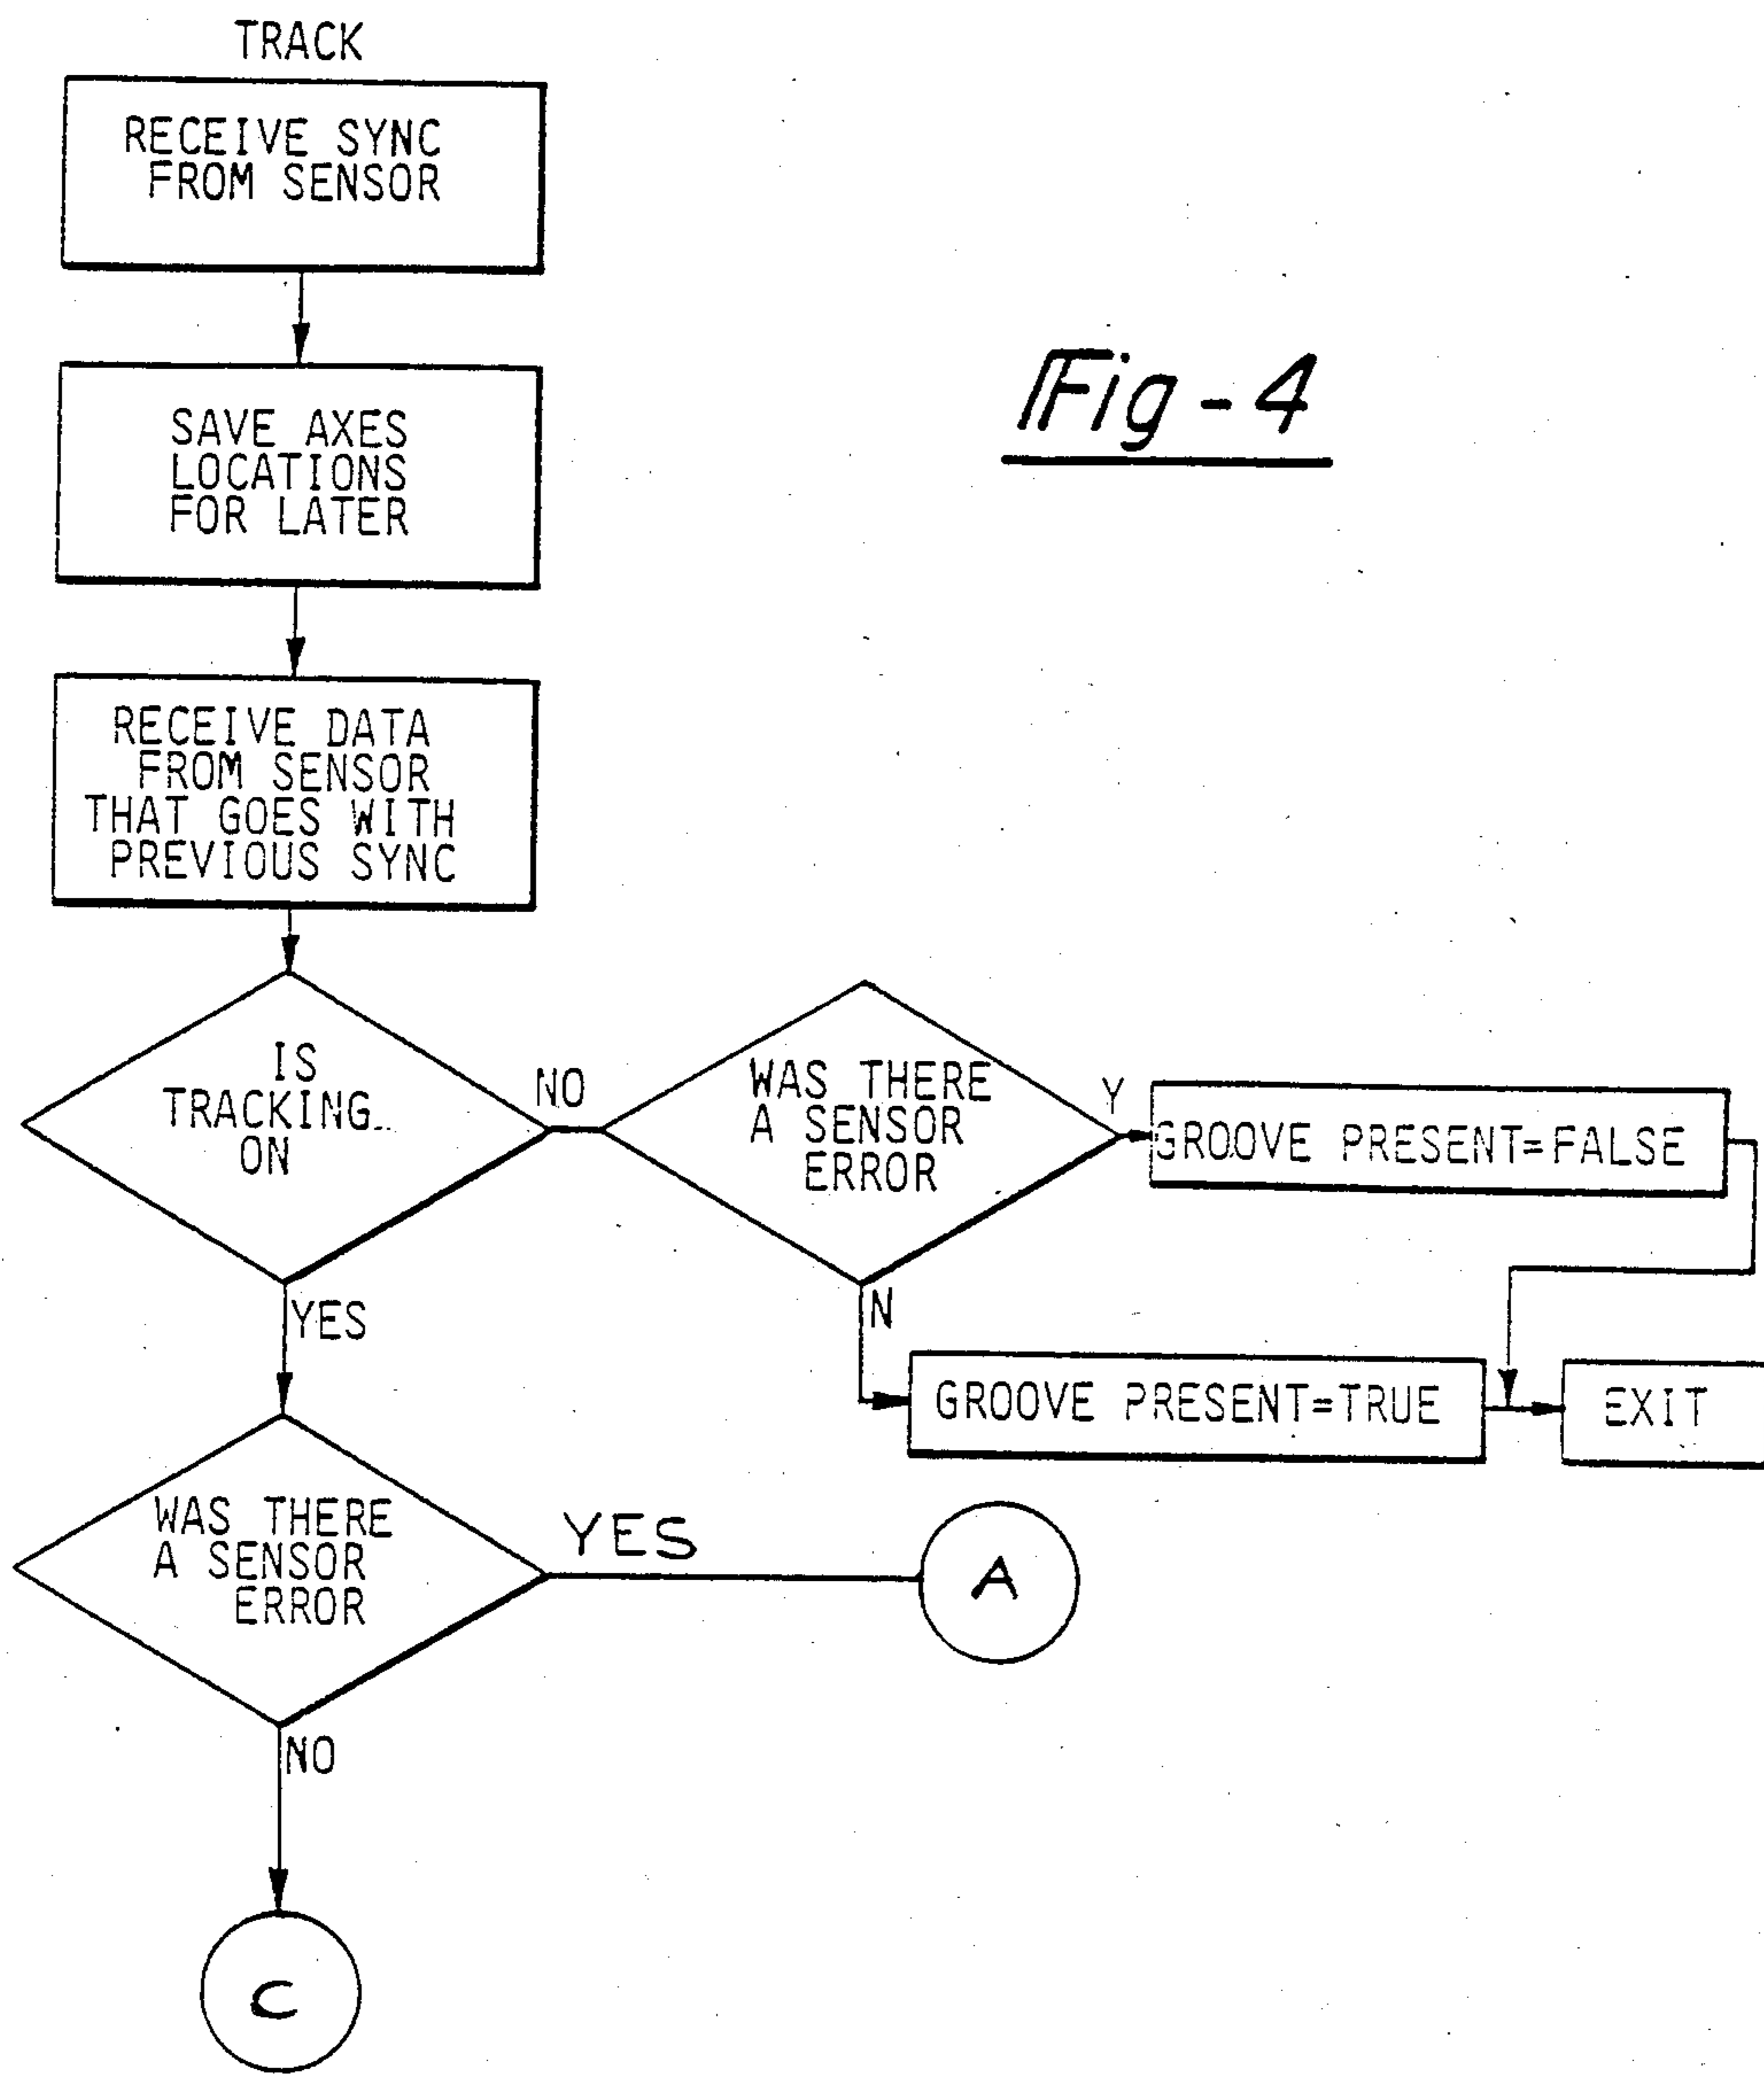 TRACK
RECEIVE SYNC
FROM SENSOR
Fig-4
SAVE AXES
LOCATIONS
FOR LATER
RECEIVE DATA
FROM SENSOR
THAT GOES WITH
PREVIOUS SYNC
IS
TRACKING
ON
NO
WAS THERE
A SENSOR
ERROR
Y
GROOVE PRESENT=FALSE
YES
N
GROOVE PRESENT=TRUE
EXIT
WAS THERE
A SENSOR
ERROR
YES
A
NO
C